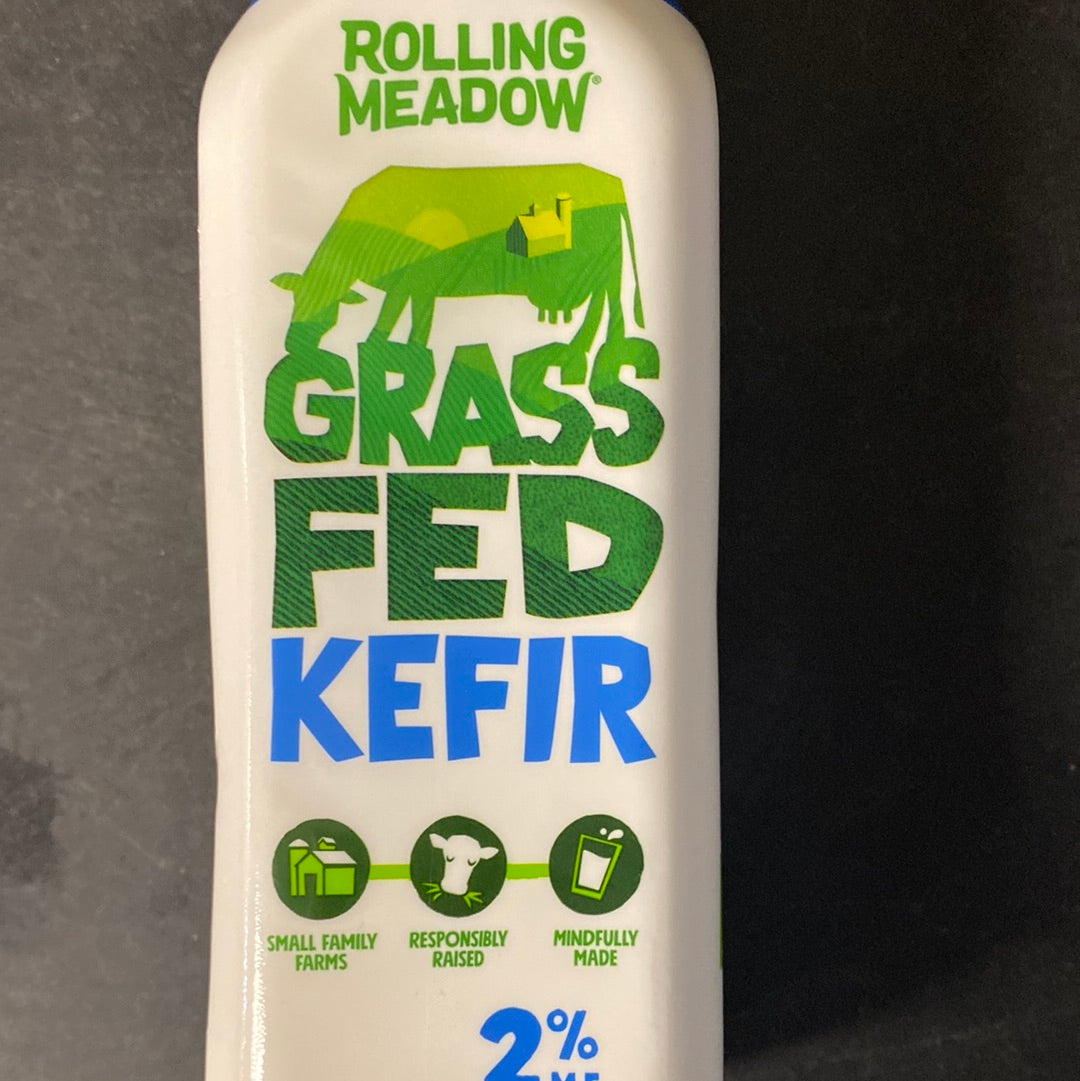 ROLLING
MEADOW®
GRASS
FED
KEFIR
SMALL FAMILY
FARMS
RESPONSIBLY
RAISED
MINDFULLY
MADE
2%